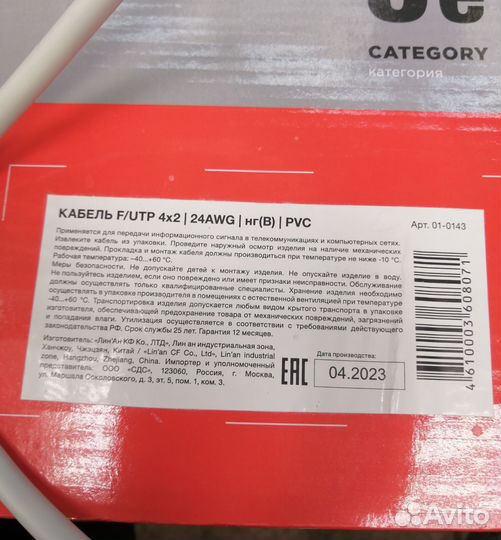 5e
CATEGORY
категория
КАБЕЛЬ F/UTP 4x2 | 24AWG | нг(B) | PVC
Арт. 01-0143
Применяется для передачи информационного сигнала в телекоммуникациях и компьютерных сетях.
Извлеките кабель из упаковки. Проведите наружный осмотр изделия на наличие механических
повреждений. Прокладка и монтаж кабеля должны производиться при температуре не ниже -10 °C.
Рабочая температура: –40...+60 °C.
Меры безопасности. Не допускайте детей к монтажу изделия. Не опускайте изделие в воду.
Не пользуйтесь изделием, если оно повреждено или имеет признаки неисправности. Обслуживание
должны осуществлять только квалифицированные специалисты. Хранение изделия необходимо
осуществлять в упаковке производителя в помещениях с естественной вентиляцией при температуре
-40...+60 °C. Транспортировка изделия допускается любым видом крытого транспорта в упаковке
изготовителя, обеспечивающей предохранение товара от механических повреждений, загрязнений
и попадания влаги. Утилизация осуществляется в соответствии с требованиями действующего
законодательства РФ. Срок службы 25 лет. Гарантия 12 месяцев.
Изготовитель: «Лин'Ан КФ Ко., ЛТД», Лин ан индустриальная зона,
Ханчжоу, Чжэцзян, Китай / «Lin'an CF Co., Ltd», Lin'an industrial
zone, Hangzhou, Zhejiang, China. Импортер и уполномоченный
представитель: ООО «СДС», 123060, Россия, г. Москва,
ул. Маршала Соколовского, д. 3, эт. 5, пом. 1, ком. 3.
EAC
Дата производства:
04.2023
4610003608071
Avito